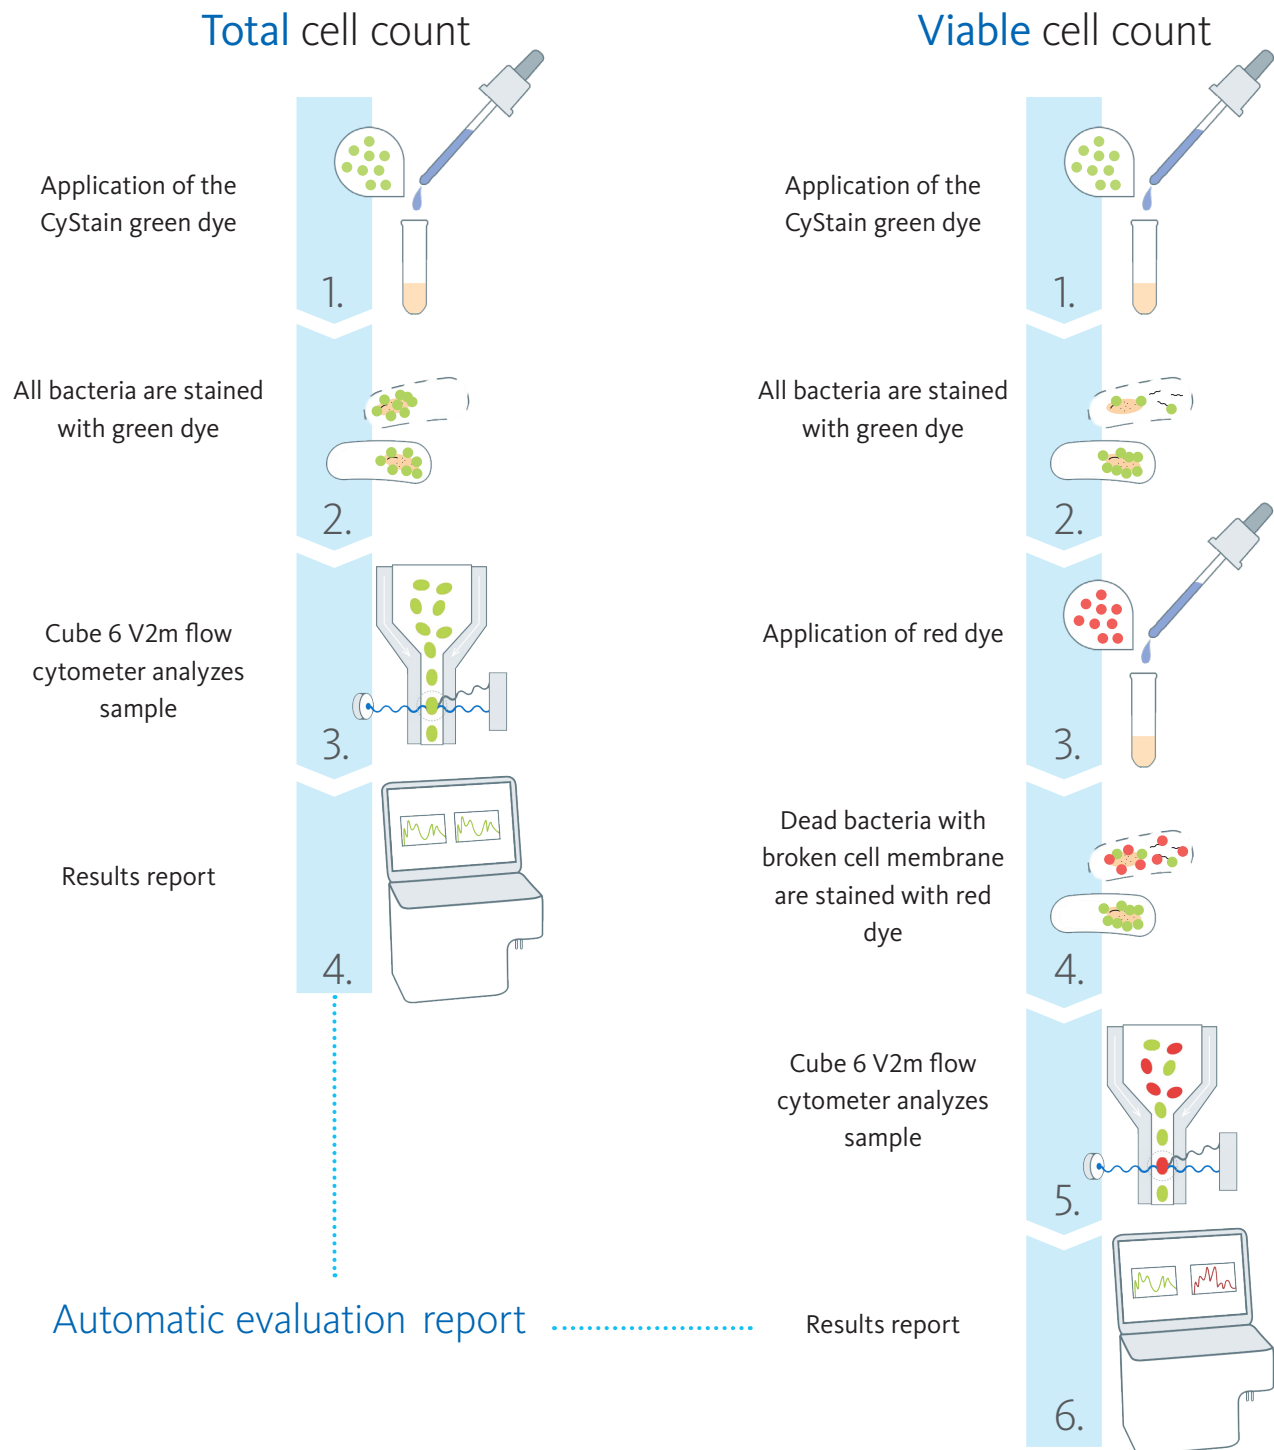 Total cell count
Application of the
CyStain green dye
1.
All bacteria are stained
with green dye
2.
Cube 6 V2m flow
cytometer analyzes
sample
3.
Results report
4.
Automatic evaluation report
Viable cell count
Application of the
CyStain green dye
1.
All bacteria are stained
with green dye
2.
Application of red dye
3.
Dead bacteria with
broken cell membrane
are stained with red
dye
4.
Cube 6 V2m flow
cytometer analyzes
sample
5.
Results report
6.